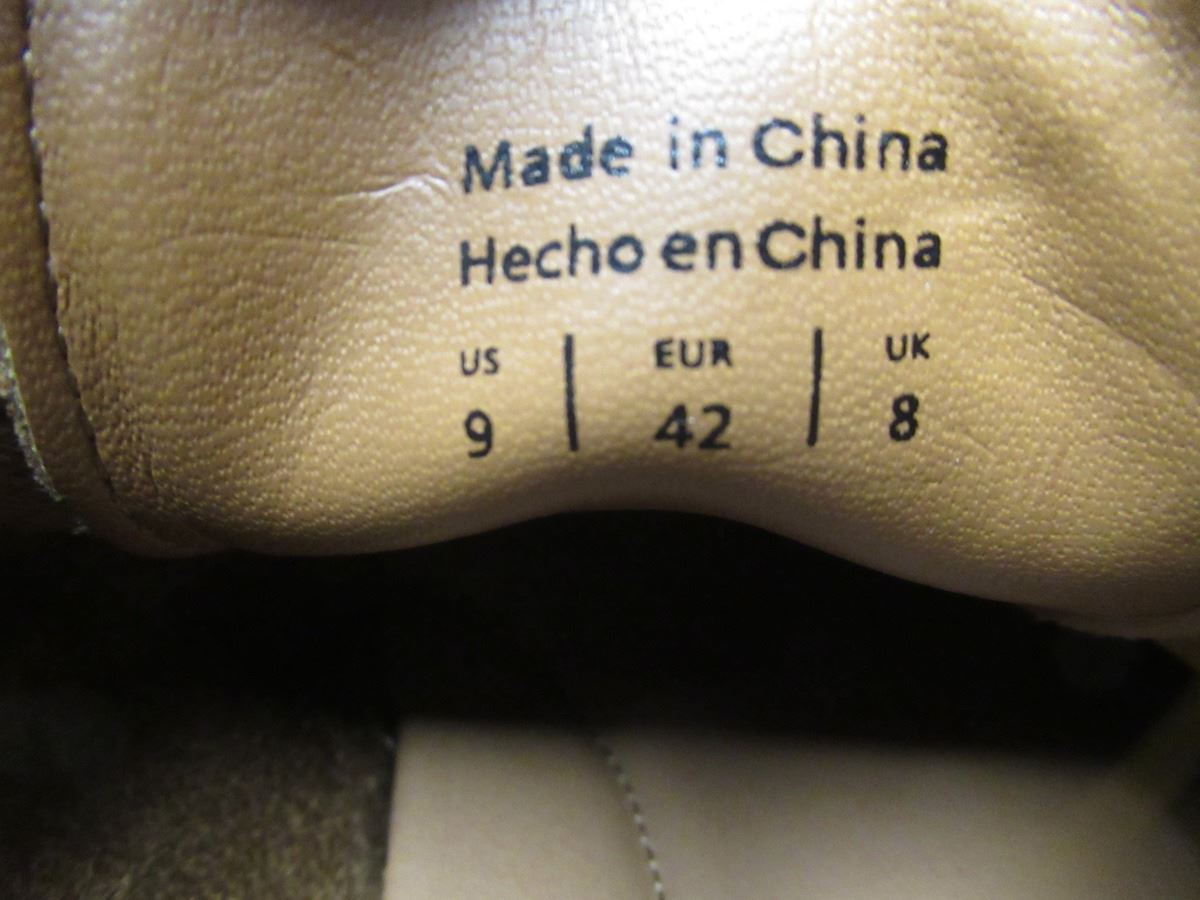 Made in China
Hecho en China
US | EUR | UK
9 | 42 | 8